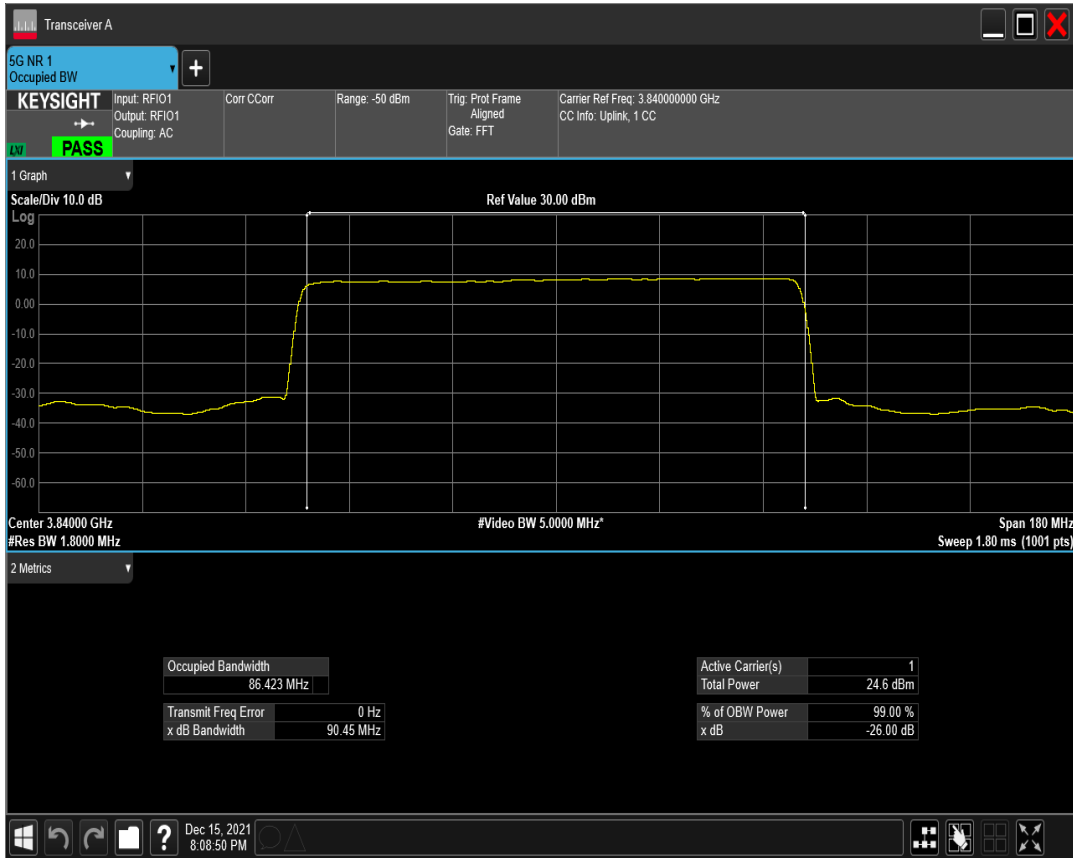 Transceiver A
5G NR 1
Occupied BW
KEYSIGHT
LXI
PASS
Input: RFIO1
Output: RFIO1
Coupling: AC
Corr CCorr
Range: -50 dBm
Trig: Prot Frame
Aligned
Gate: FFT
Carrier Ref Freq: 3.840000000 GHz
CC Info: Uplink, 1 CC
1 Graph
Scale/Div 10.0 dB
Ref Value 30.00 dBm
Log
20.0
10.0
0.00
-10.0
-20.0
-30.0
-40.0
-50.0
-60.0
Center 3.84000 GHz
#Video BW 5.0000 MHz*
Span 180 MHz
#Res BW 1.8000 MHz
Sweep 1.80 ms (1001 pts)
2 Metrics
Occupied Bandwidth
86.423 MHz
Transmit Freq Error 0 Hz
x dB Bandwidth 90.45 MHz
Active Carrier(s) 1
Total Power 24.6 dBm
% of OBW Power 99.00 %
x dB -26.00 dB
Dec 15, 2021
8:08:50 PM